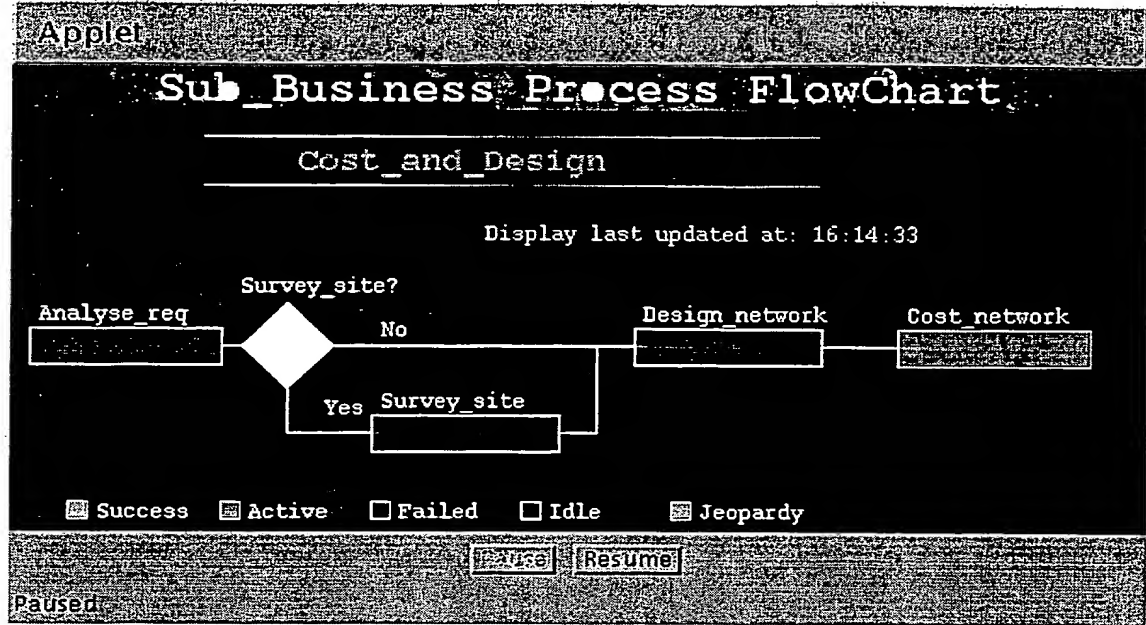 Applet
Sub_Business Process FlowChart
Cost_and_Design
Display last updated at: 16:14:33
Survey_site?
Analyse_req
No
Design_network
Cost_network
Yes
Survey_site
Success
Active
Failed
Idle
Jeopardy
Pause
Resume
Paused